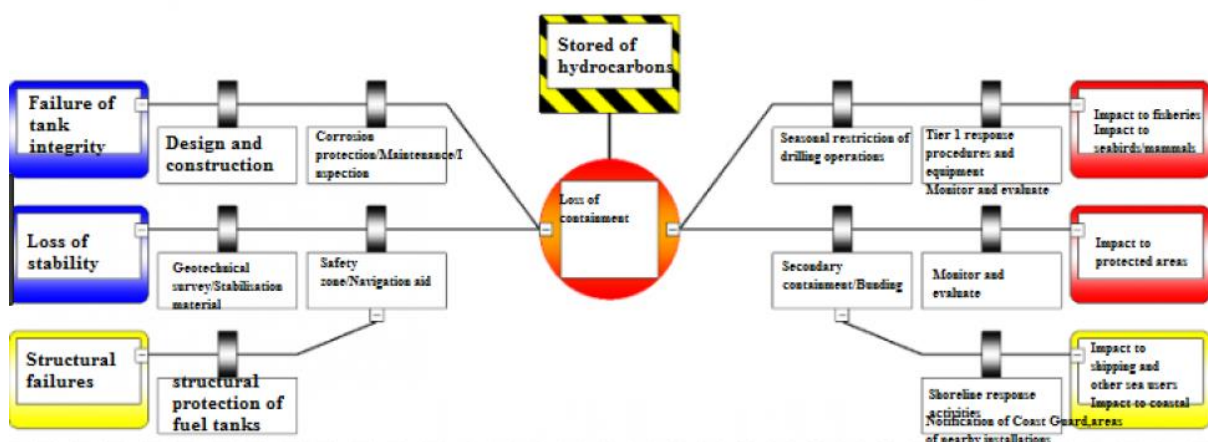 Stored of
hydrocarbons
Failure of
tank
integrity
Design and
construction
Corrosion
protection/Maintenance/I
nspection
Loss of
containment
Seasonal restriction of
drilling operations
Tier 1 response
procedures and
equipment
Monitor and evaluate
Impact to fisheries
Impact to
seabirds/mammals
Loss of
stability
Geotechnical
survey/Stabilisation
material
Safety
zone/Navigation aid
Secondary
containment/Bunding
Monitor and
evaluate
Impact to
protected areas
Structural
failures
structural
protection of
fuel tanks
Shoreline response
activities
Notification of Coast Guard,
of nearby installations
Impact to
shipping and
other sea users
Impact to coastal
areas